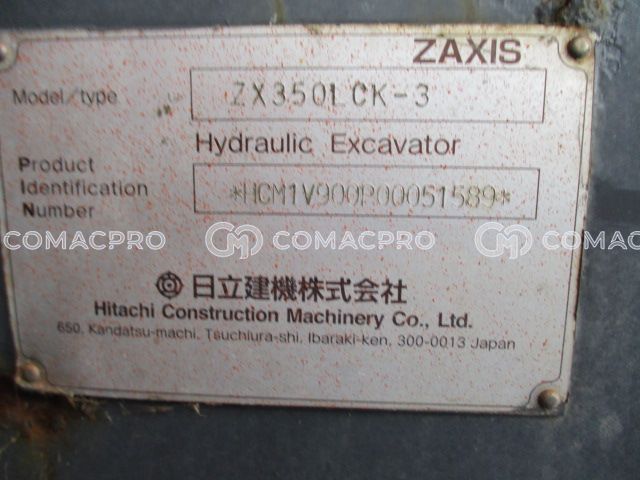 ZAXIS
Model/type ZX350LCK-3
Hydraulic Excavator
Product
Identification *HCM1V900P00051589*
Number
COMACPRO COMACPRO COMAC
日立建機株式会社
Hitachi Construction Machinery Co., Ltd.
650, Kandatsu-machi, Tsuchiura-shi, Ibaraki-ken, 300-0013 Japan